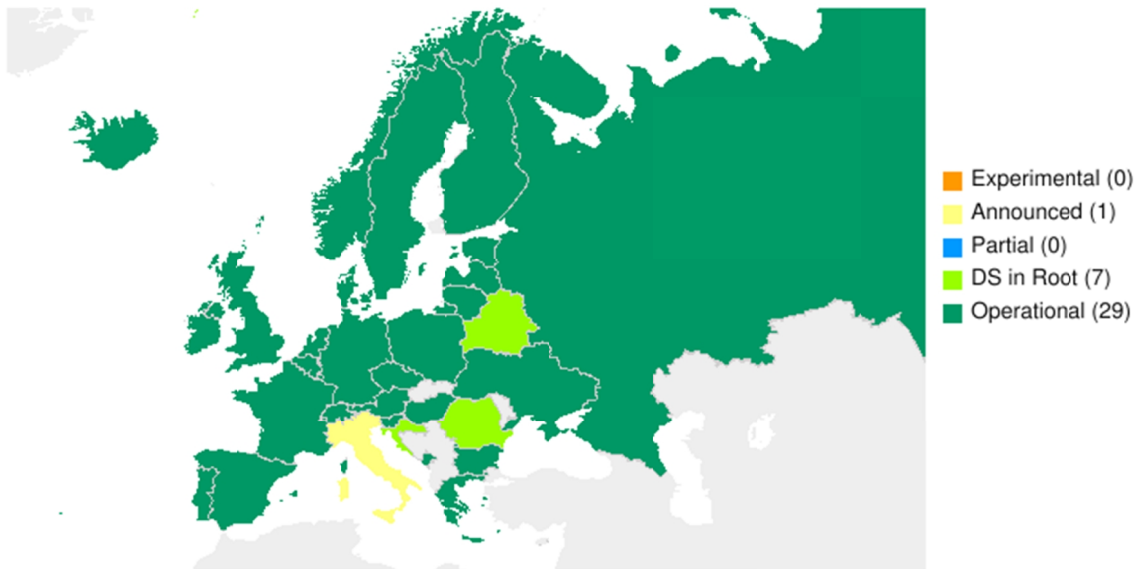 Experimental (0)
Announced (1)
Partial (0)
DS in Root (7)
Operational (29)